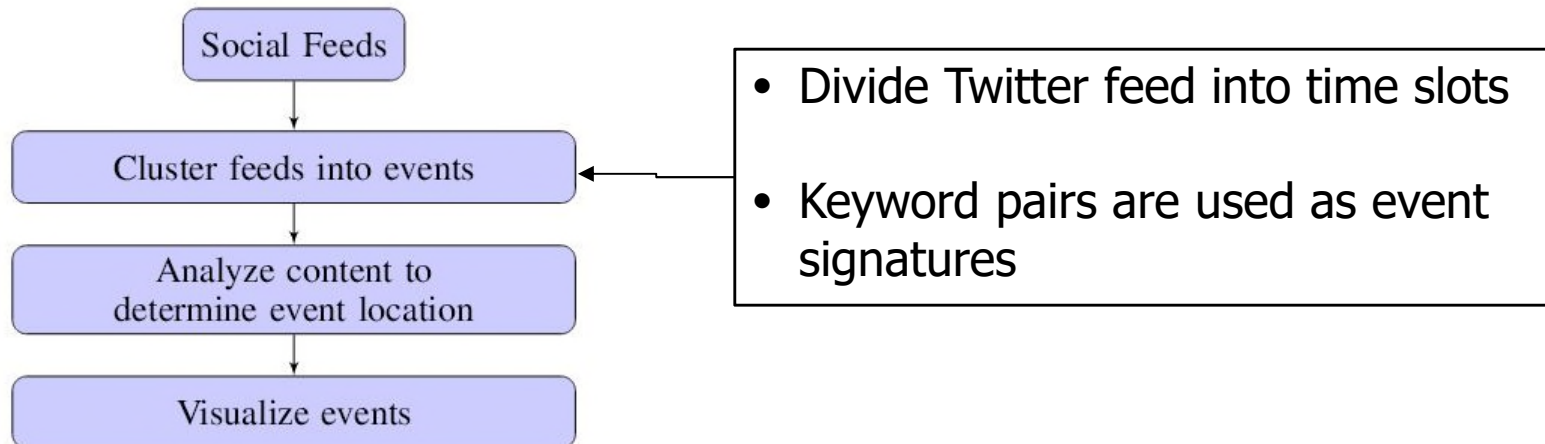 Social Feeds
Cluster feeds into events
Analyze content to
determine event location
Visualize events
• Divide Twitter feed into time slots
• Keyword pairs are used as event
signatures